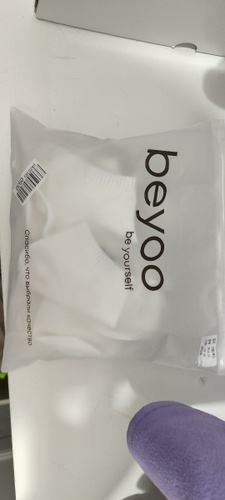 beyoo
be yourself
Спасибо, что выбрали качество